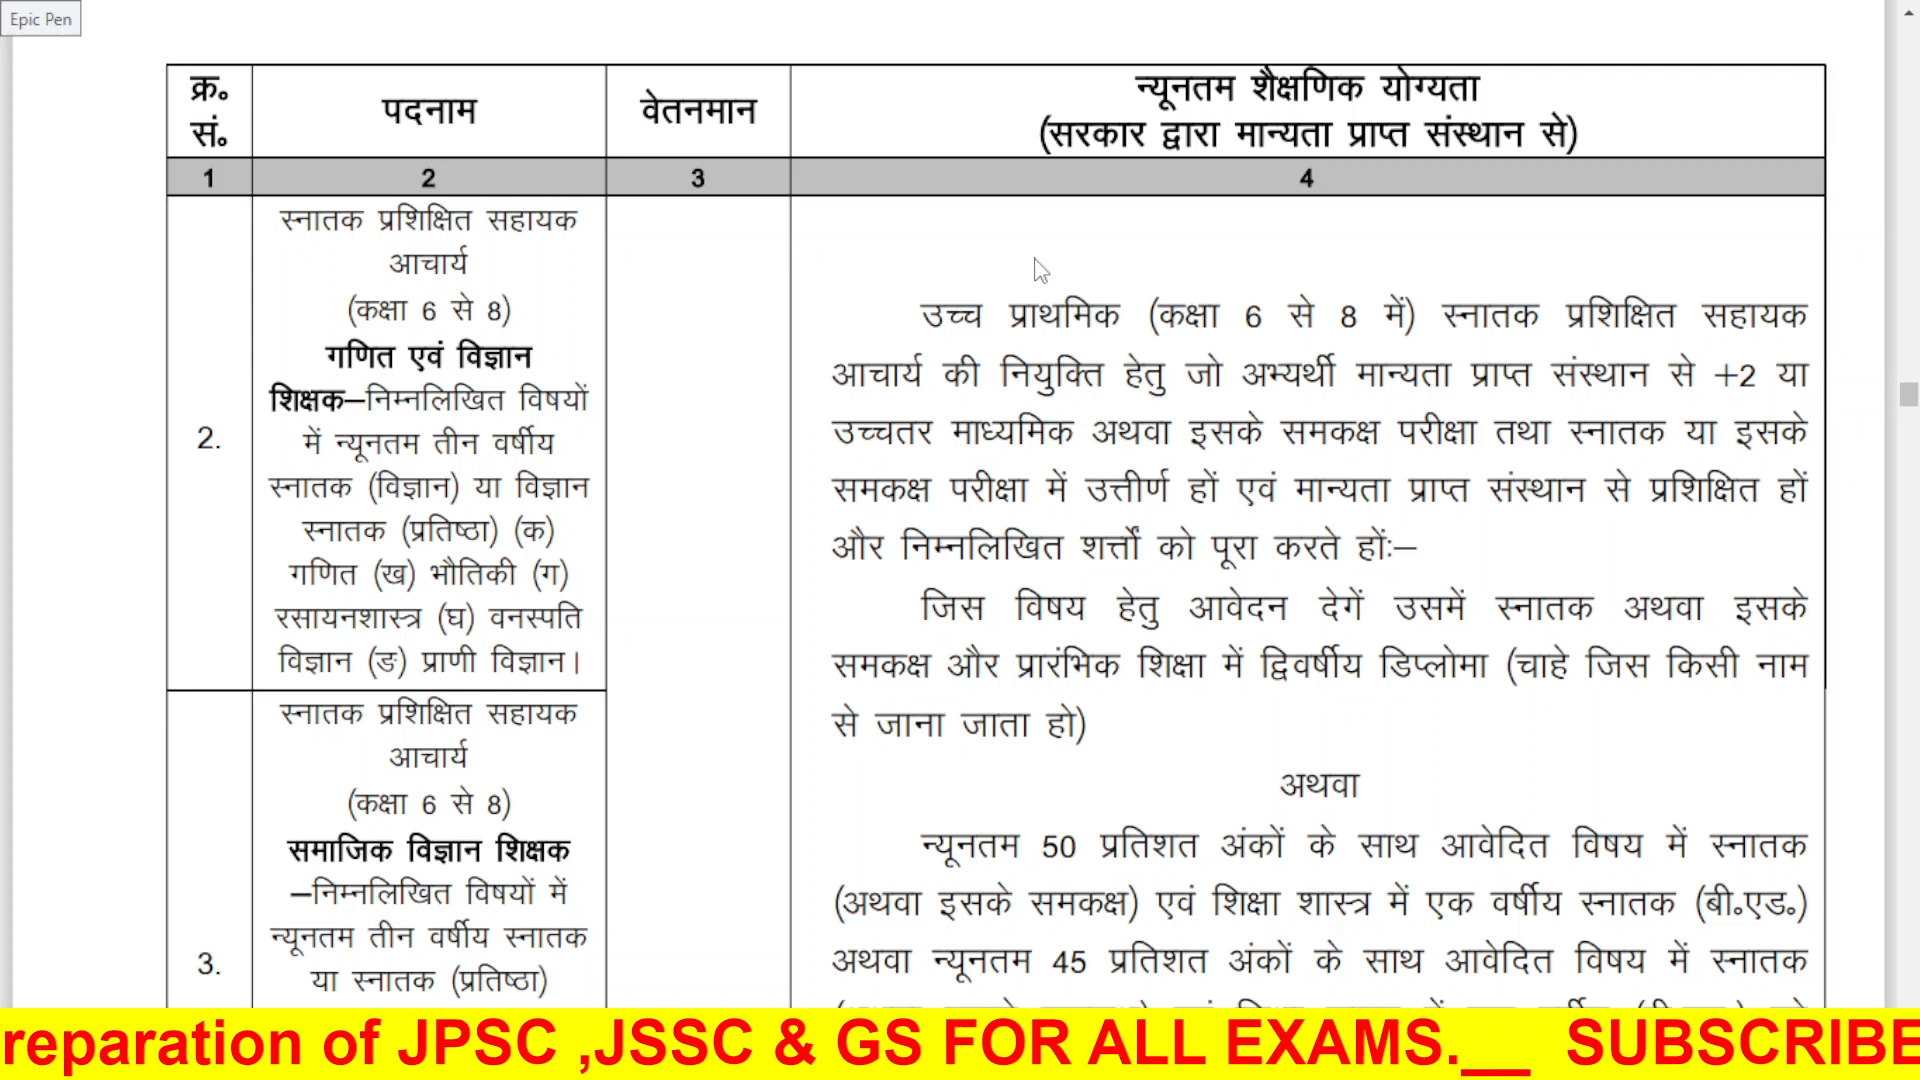 Epic Pen
क्र॰ सं॰
पदनाम
वेतनमान
न्यूनतम शैक्षणिक योग्यता
(सरकार द्वारा मान्यता प्राप्त संस्थान से)
1 2 3 4
2.
स्नातक प्रशिक्षित सहायक
आचार्य
(कक्षा 6 से 8)
गणित एवं विज्ञान
शिक्षक–निम्नलिखित विषयों
में न्यूनतम तीन वर्षीय
स्नातक (विज्ञान) या विज्ञान
स्नातक (प्रतिष्ठा) (क)
गणित (ख) भौतिकी (ग)
रसायनशास्त्र (घ) वनस्पति
विज्ञान (ङ) प्राणी विज्ञान।
3.
स्नातक प्रशिक्षित सहायक
आचार्य
(कक्षा 6 से 8)
समाजिक विज्ञान शिक्षक
–निम्नलिखित विषयों में
न्यूनतम तीन वर्षीय स्नातक
या स्नातक (प्रतिष्ठा)
उच्च प्राथमिक (कक्षा 6 से 8 में) स्नातक प्रशिक्षित सहायक
आचार्य की नियुक्ति हेतु जो अभ्यर्थी मान्यता प्राप्त संस्थान से +2 या
उच्चतर माध्यमिक अथवा इसके समकक्ष परीक्षा तथा स्नातक या इसके
समकक्ष परीक्षा में उत्तीर्ण हों एवं मान्यता प्राप्त संस्थान से प्रशिक्षित हों
और निम्नलिखित शर्त्तों को पूरा करते होंः–
जिस विषय हेतु आवेदन देगें उसमें स्नातक अथवा इसके
समकक्ष और प्रारंभिक शिक्षा में द्विवर्षीय डिप्लोमा (चाहे जिस किसी नाम
से जाना जाता हो)
अथवा
न्यूनतम 50 प्रतिशत अंकों के साथ आवेदित विषय में स्नातक
(अथवा इसके समकक्ष) एवं शिक्षा शास्त्र में एक वर्षीय स्नातक (बी॰एड॰)
अथवा न्यूनतम 45 प्रतिशत अंकों के साथ आवेदित विषय में स्नातक
reparation of JPSC ,JSSC & GS FOR ALL EXAMS.__ SUBSCRIBE